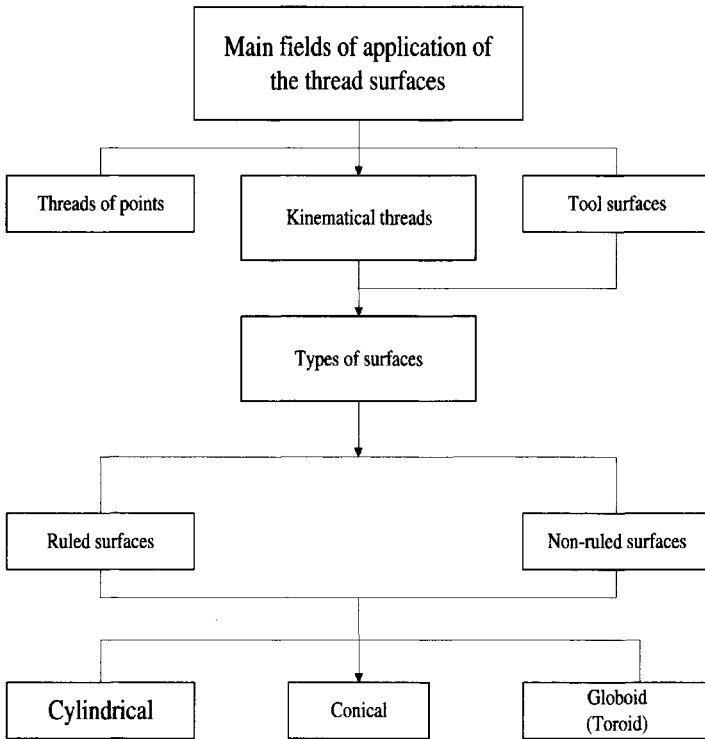 Main fields of application of
the thread surfaces
Threads of points
Kinematical threads
Tool surfaces
Types of surfaces
Ruled surfaces
Non-ruled surfaces
Cylindrical
Conical
Globoid
(Toroid)